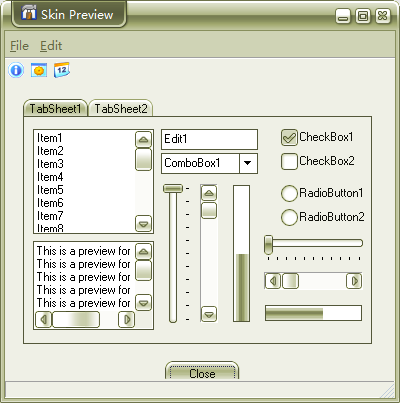 Skin Preview
File Edit
12
TabSheet1 TabSheet2
Item1
Item2
Item3
Item4
Item5
Item6
Item7
Item8
Edit1
ComboBox1
CheckBox1
CheckBox2
RadioButton1
RadioButton2
This is a preview for
This is a preview for
This is a preview for
This is a preview for
This is a preview for
Close